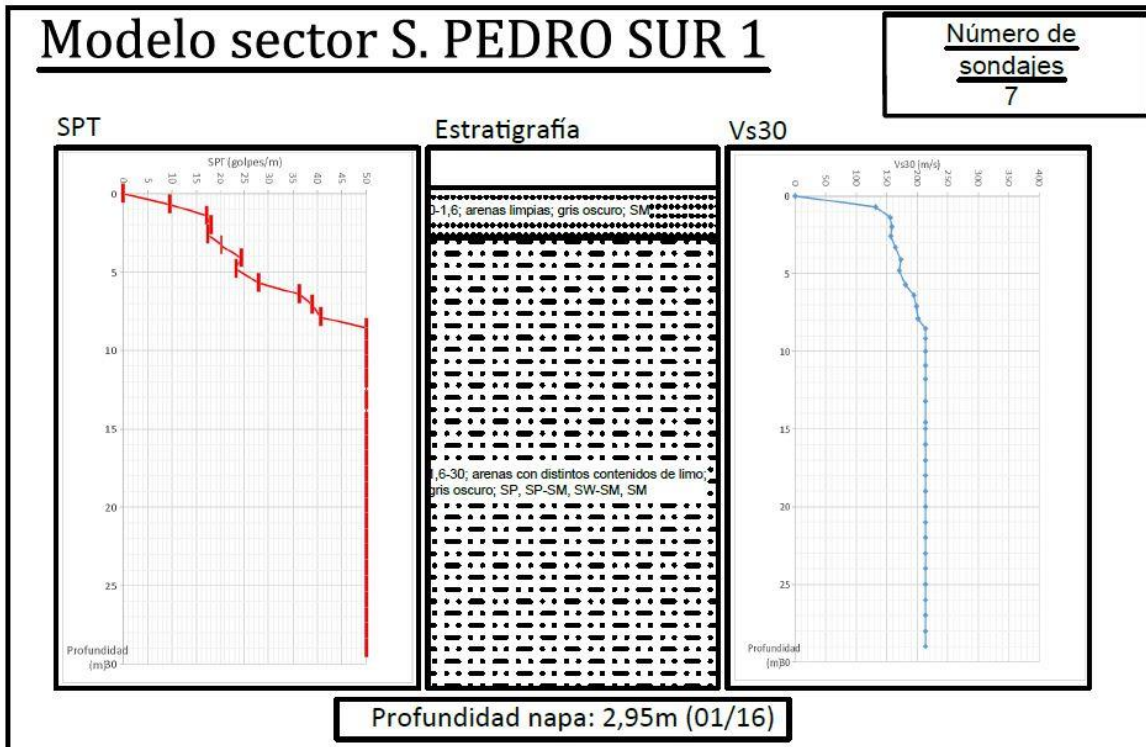 Modelo sector S. PEDRO SUR 1
Número de
sondajes
7
SPT
SPT (golpes/m)
0 5 10 15 20 25 30 35 40 45 50
0
5
10
15
20
25
Profundidad
(m)30
Estratigrafía
0-1,6; arenas limpias; gris oscuro; SM
1,6-30; arenas con distintos contenidos de limo;
gris oscuro; SP, SP-SM, SW-SM, SM
Vs30
Vs30 (m/s)
0 50 100 150 200 250 300 350 400
0
5
10
15
20
25
Profundidad
(m)30
Profundidad napa: 2,95m (01/16)